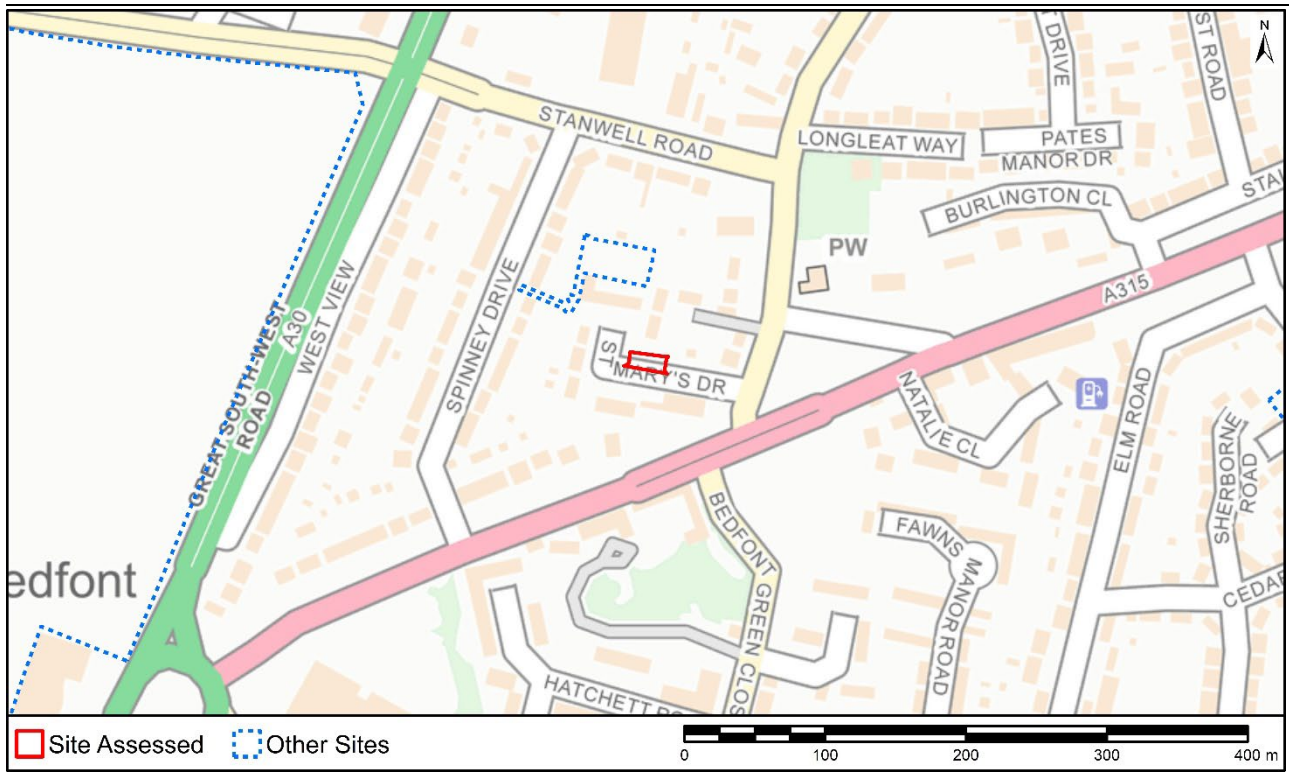 N
STANWELL ROAD
LONGLEAT WAY
PATES
MANOR DR
DRIVE
ST ROAD
BURLINGTON CL
PW
A315
SPINNEY DRIVE
WEST VIEW
GREAT SOUTH-WEST
ROAD
A30
ST
MARY'S DR
NATALIE CL
ELM ROAD
SHERBORNE
ROAD
BEDFONT GREEN CLOS
FAWNS
MANOR ROAD
CEDAR
edfont
HATCHETT
Site Assessed
Other Sites
0
100
200
300
400 m